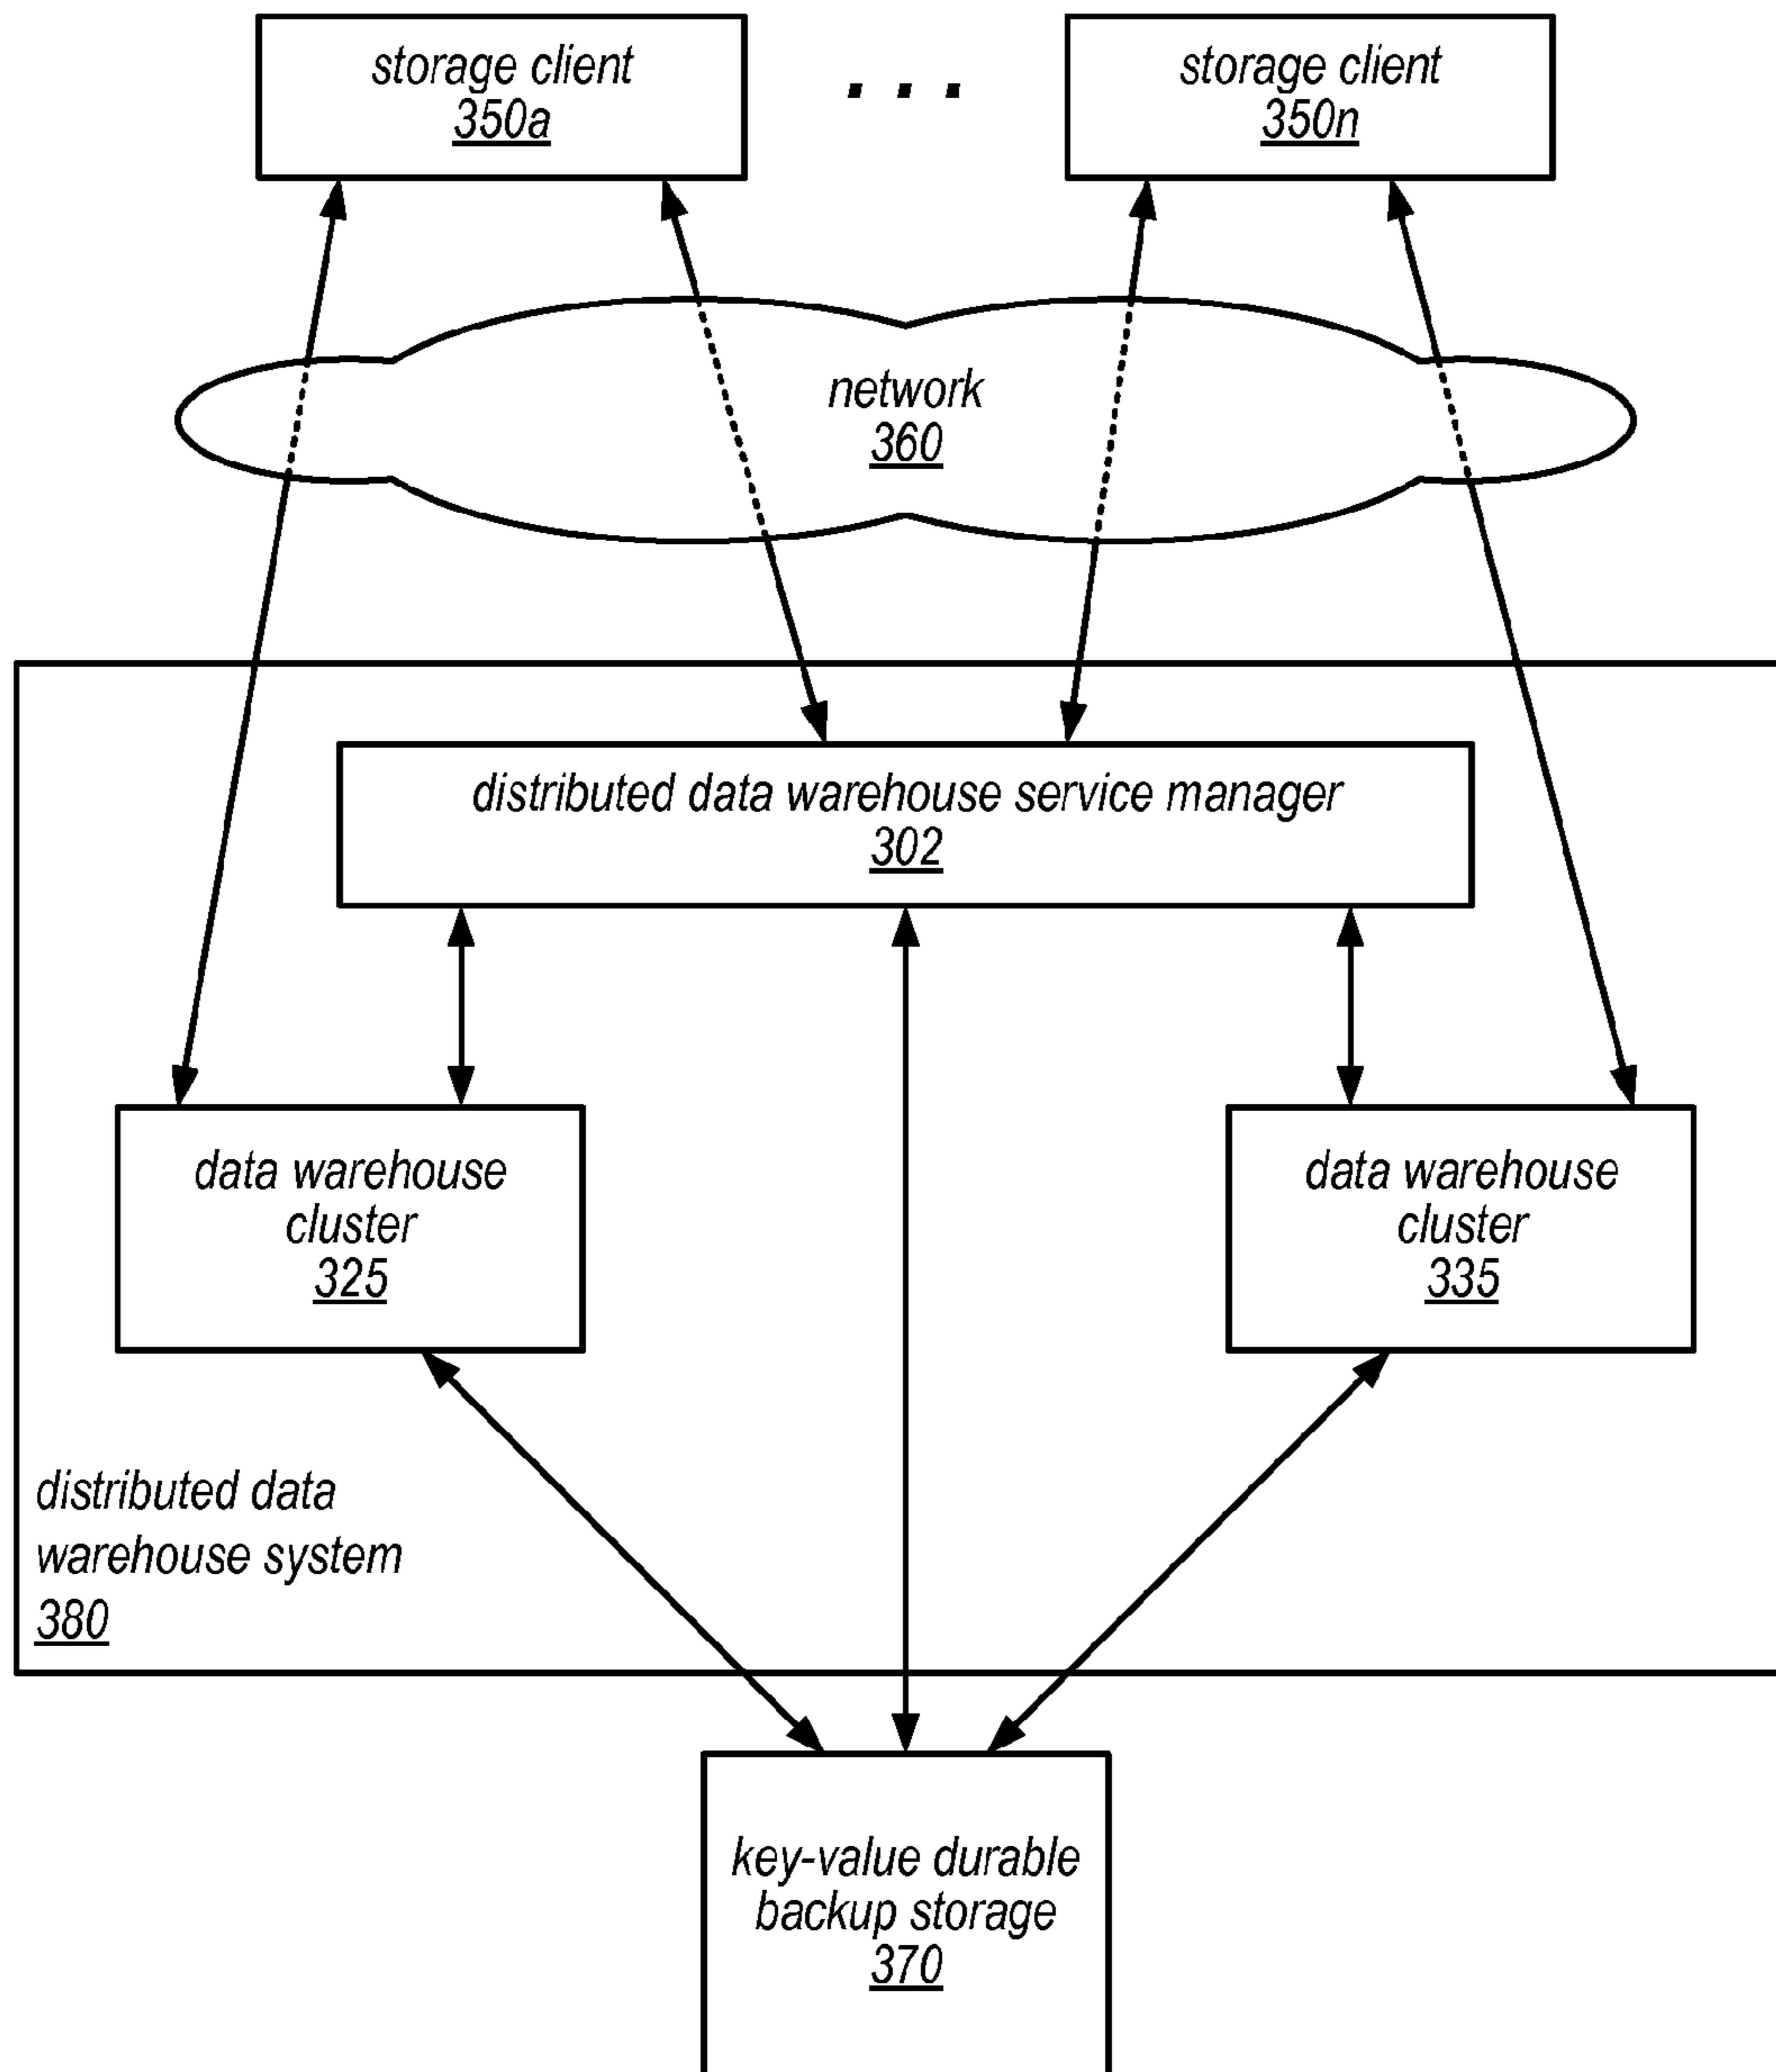 storage client
350a
. . .
storage client
350n
network
360
distributed data warehouse service manager
302
data warehouse
cluster
325
data warehouse
cluster
335
distributed data
warehouse system
380
key-value durable
backup storage
370